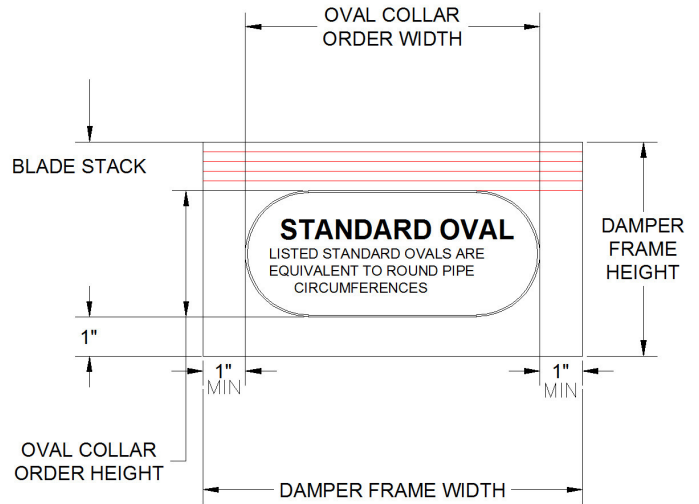 OVAL COLLAR
ORDER WIDTH
BLADE STACK
STANDARD OVAL
LISTED STANDARD OVALS ARE
EQUIVALENT TO ROUND PIPE
CIRCUMFERENCES
DAMPER
FRAME
HEIGHT
1"
1"
MIN
1"
MIN
OVAL COLLAR
ORDER HEIGHT
DAMPER FRAME WIDTH